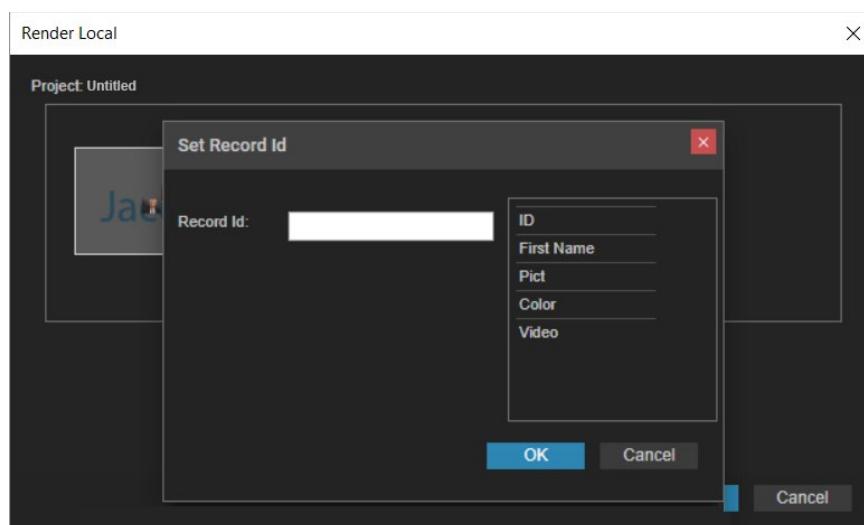 Render Local
Project: Untitled
Set Record Id
Record Id:
ID
First Name
Pict
Color
Video
OK
Cancel
Cancel